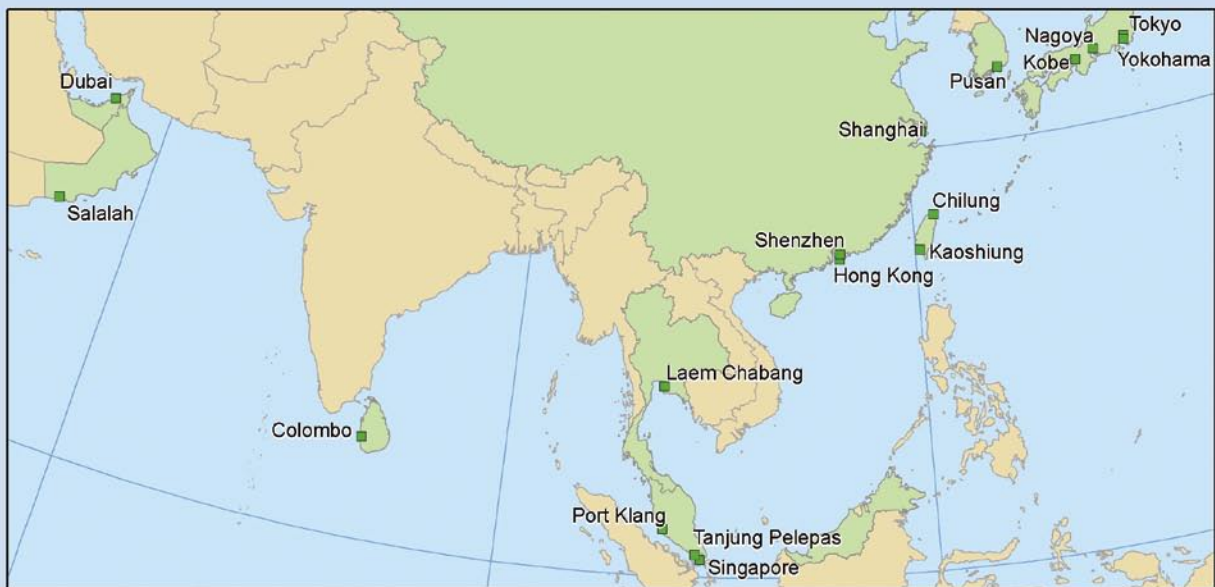 Tokyo
Nagoya
Yokohama
Kobe
Pusan
Dubai
Shanghai
Salalah
Chilung
Shenzhen
Kaoshiung
Hong Kong
Laem Chabang
Colombo
Port Klang
Tanjung Pelepas
Singapore